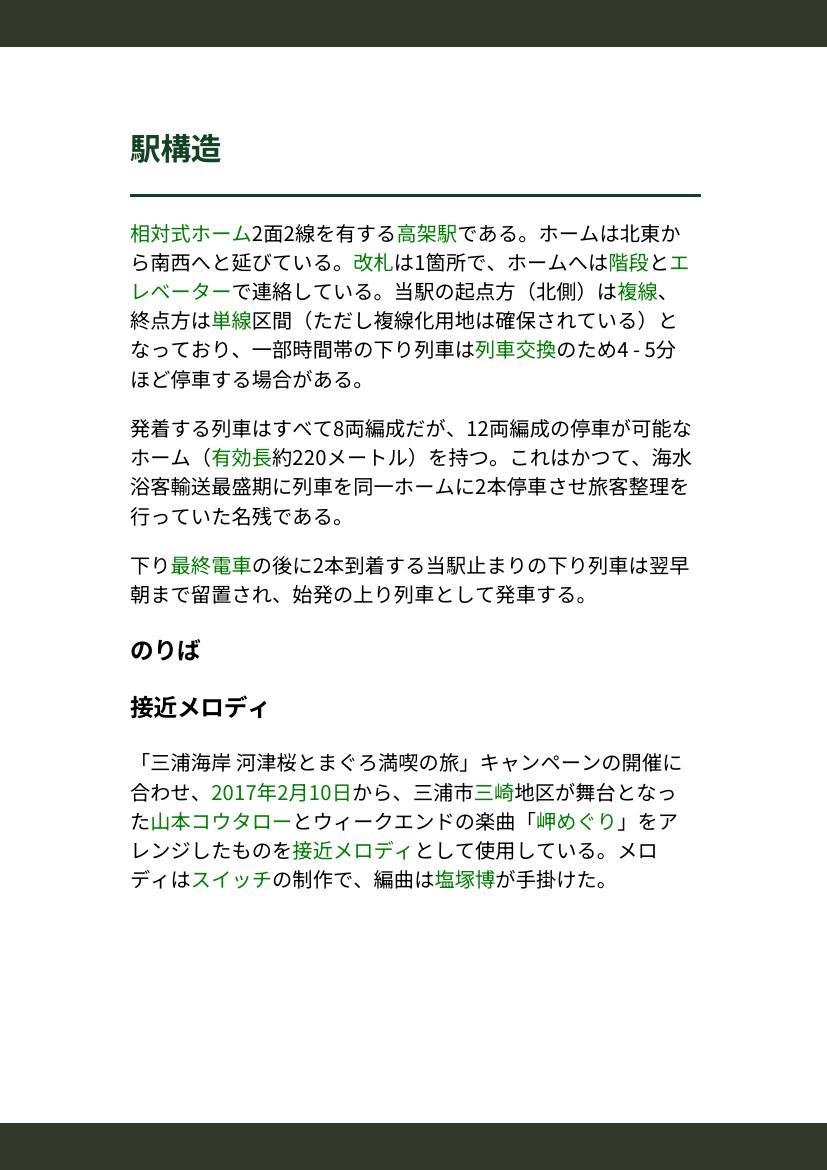 駅構造
相対式ホーム2面2線を有する高架駅である。ホームは北東か
ら南西へと延びている。改札は1箇所で、ホームへは階段とエ
レベーターで連絡している。当駅の起点方（北側）は複線、
終点方は単線区間（ただし複線化用地は確保されている）と
なっており、一部時間帯の下り列車は列車交換のため4 - 5分
ほど停車する場合がある。
発着する列車はすべて8両編成だが、12両編成の停車が可能な
ホーム（有効長約220メートル）を持つ。これはかつて、海水
浴客輸送最盛期に列車を同一ホームに2本停車させ旅客整理を
行っていた名残である。
下り最終電車の後に2本到着する当駅止まりの下り列車は翌早
朝まで留置され、始発の上り列車として発車する。
のりば
接近メロディ
「三浦海岸 河津桜とまぐろ満喫の旅」キャンペーンの開催に
合わせ、2017年2月10日から、三浦市三崎地区が舞台となっ
た山本コウタローとウィークエンドの楽曲「岬めぐり」をア
レンジしたものを接近メロディとして使用している。メロ
ディはスイッチの制作で、編曲は塩塚博が手掛けた。